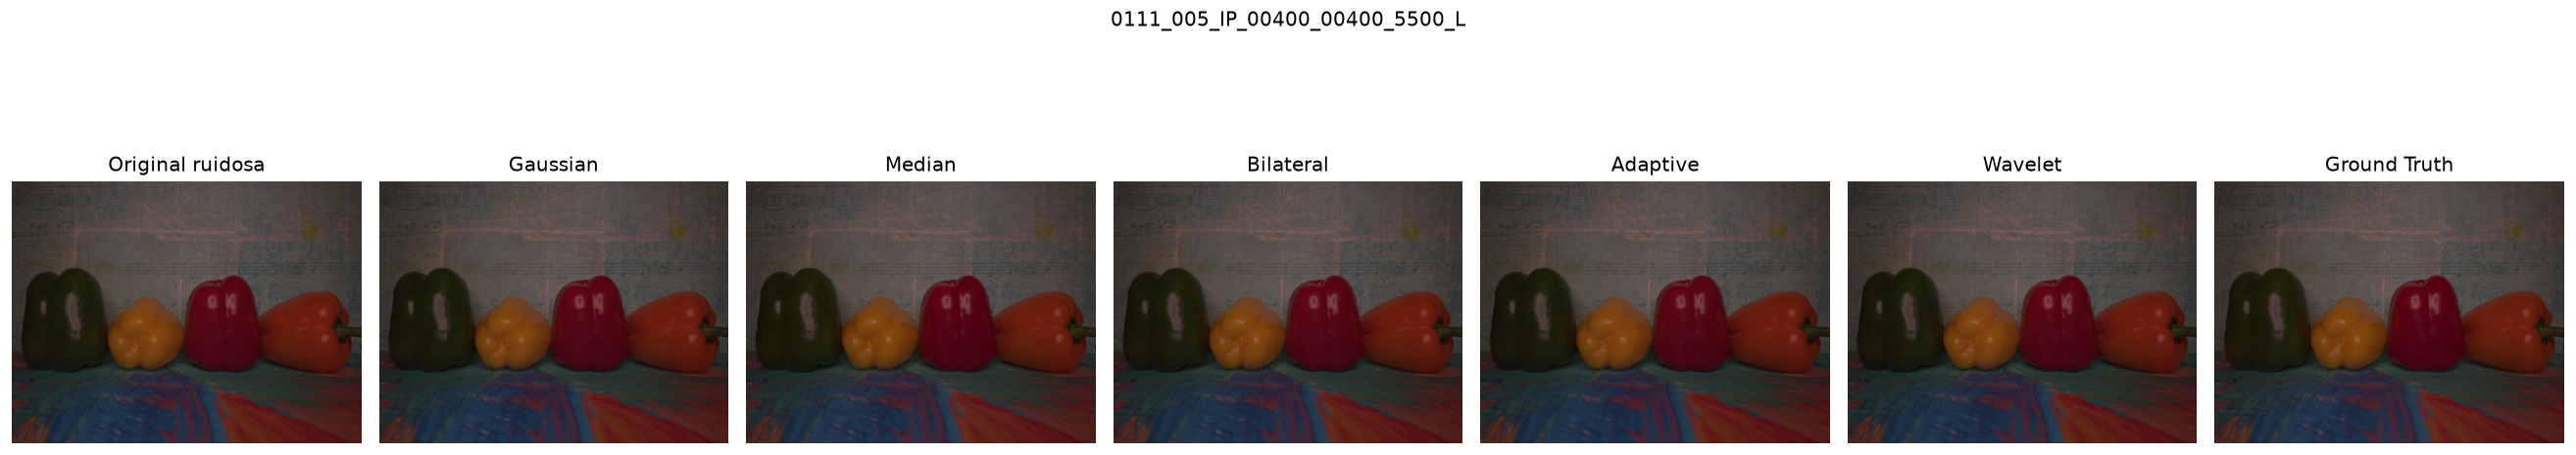 0111_005_IP_00400_00400_5500_L
Original ruidosa
Gaussian
Median
Bilateral
Adaptive
Wavelet
Ground Truth